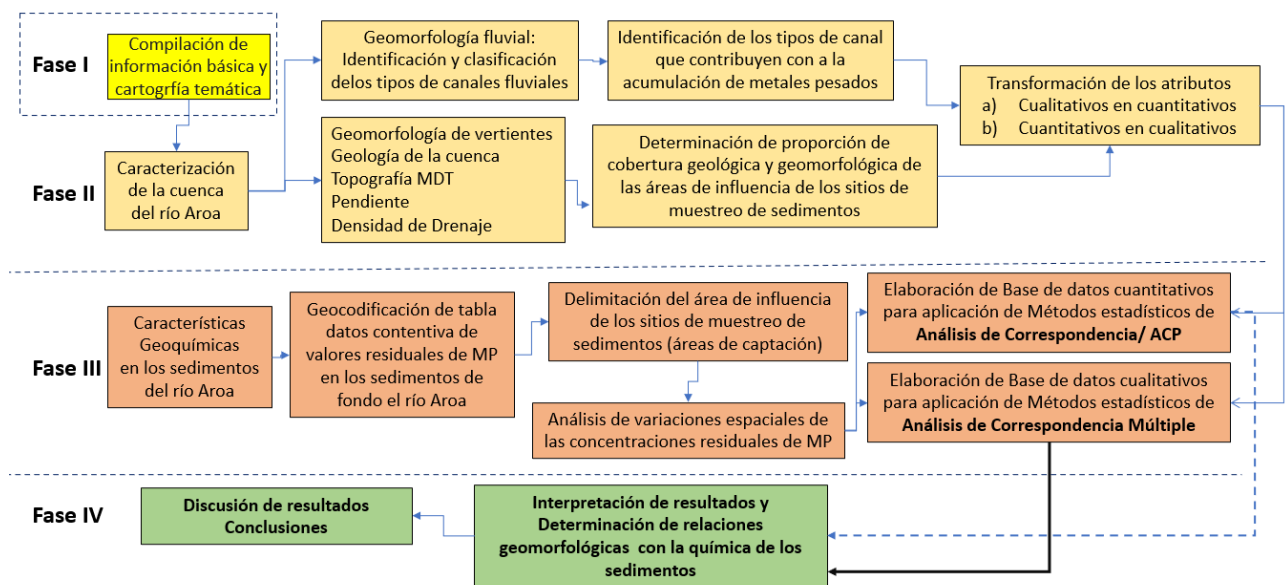 Fase I
Compilación de
información básica y
cartogrfía temática
Geomorfología fluvial:
Identificación y clasificación
delos tipos de canales fluviales
Identificación de los tipos de canal
que contribuyen con a la
acumulación de metales pesados
Transformación de los atributos
a) Cualitativos en cuantitativos
b) Cuantitativos en cualitativos
Fase II
Caracterización
de la cuenca
del río Aroa
Geomorfología de vertientes
Geología de la cuenca
Topografía MDT
Pendiente
Densidad de Drenaje
Determinación de proporción de
cobertura geológica y geomorfológica de
las áreas de influencia de los sitios de
muestreo de sedimentos
Fase III
Características
Geoquímicas
en los sedimentos
del río Aroa
Geocodificación de tabla
datos contentiva de
valores residuales de MP
en los sedimentos de
fondo el río Aroa
Delimitación del área de influencia
de los sitios de muestreo de
sedimentos (áreas de captación)
Análisis de variaciones espaciales de
las concentraciones residuales de MP
Elaboración de Base de datos cuantitativos
para aplicación de Métodos estadísticos de
Análisis de Correspondencia/ ACP
Elaboración de Base de datos cualitativos
para aplicación de Métodos estadísticos de
Análisis de Correspondencia Múltiple
Fase IV
Discusión de resultados
Conclusiones
Interpretación de resultados y
Determinación de relaciones
geomorfológicas con la química de los
sedimentos